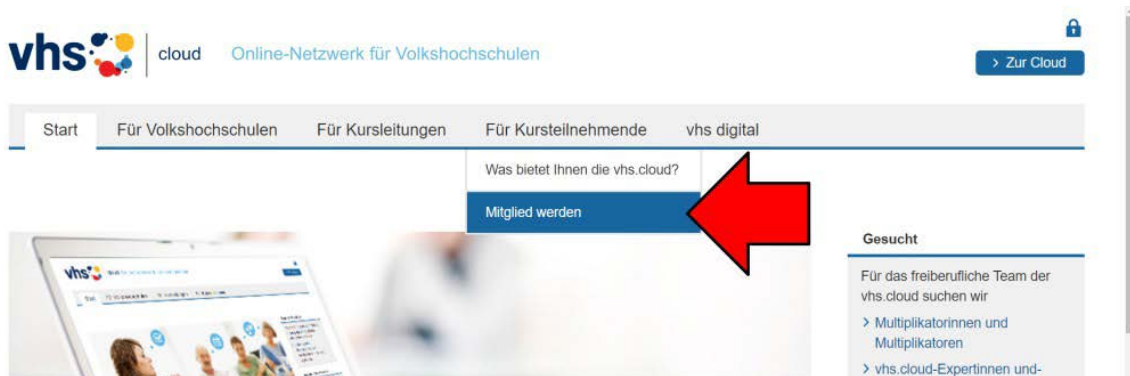 vhs cloud Online-Netzwerk für Volkshochschulen
> Zur Cloud
Start Für Volkshochschulen Für Kursleitungen Für Kursteilnehmende vhs digital
Was bietet Ihnen die vhs.cloud?
Mitglied werden
Gesucht
Für das freiberufliche Team der
vhs.cloud suchen wir
> Multiplikatorinnen und
Multiplikatoren
> vhs.cloud-Expertinnen und-
vhs